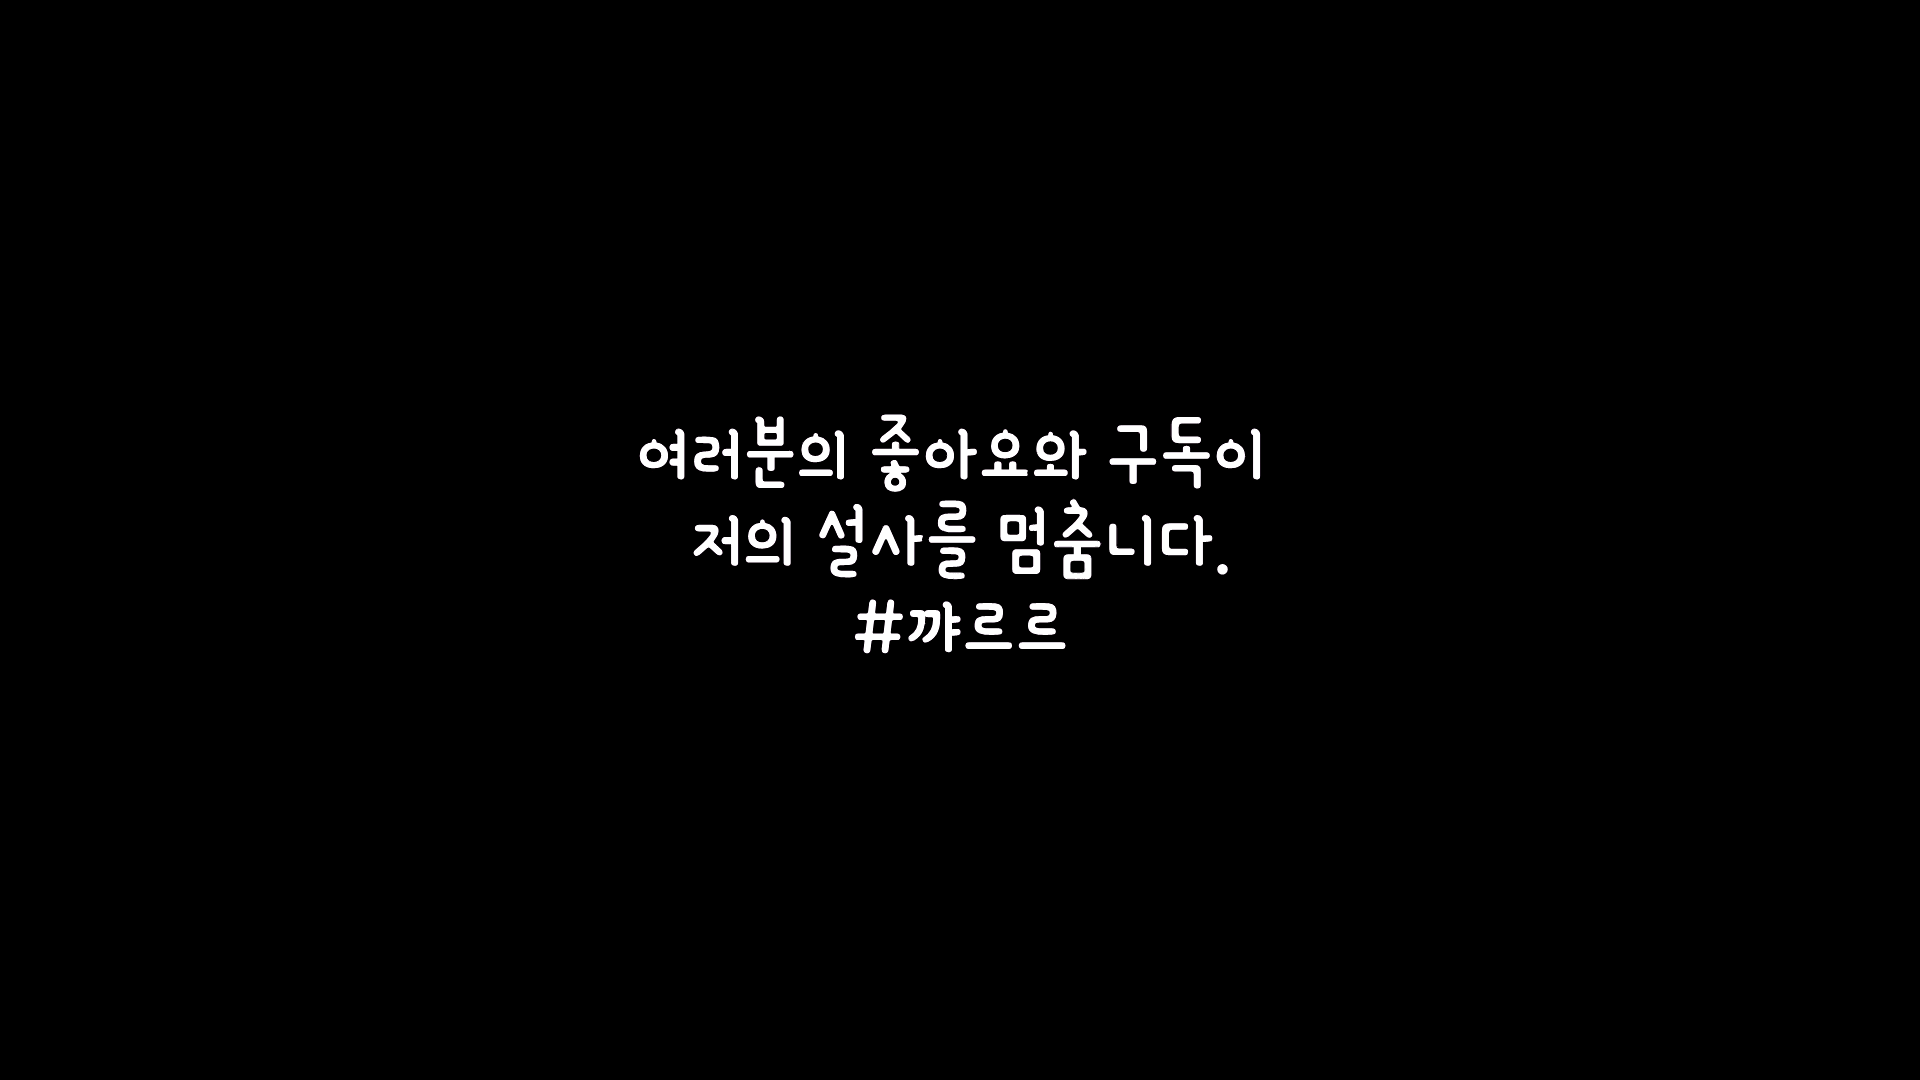 여러분의 좋아요와 구독이
저의 설사를 멈춤니다.
#꺄르르